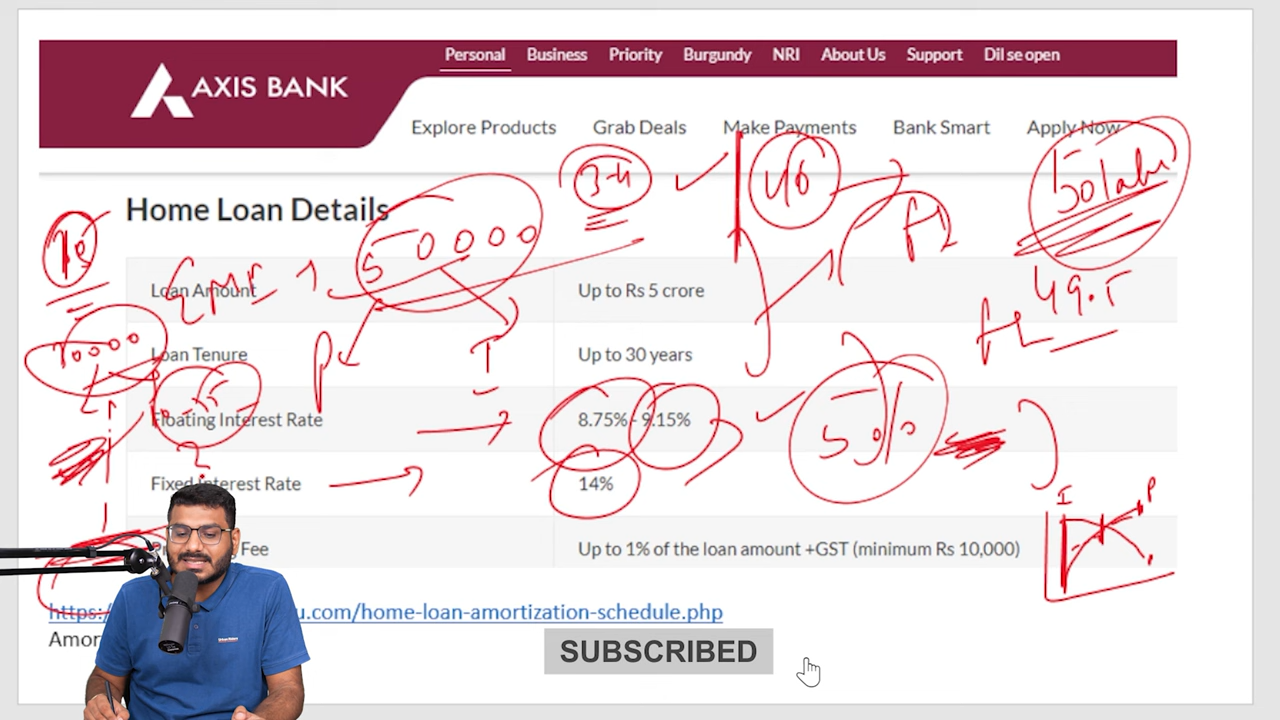 Personal Business Priority Burgundy NRI About Us Support Dil se open
AXIS BANK
Explore Products Grab Deals Make Payments Bank Smart Apply Now
3-4
Home Loan Details
50000
EMI
Loan Amount Up to Rs 5 crore
49.5
10000
Loan Tenure Up to 30 years
P I
Floating Interest Rate 8.75% - 9.15%
50%
Fixed Interest Rate 14%
I P
Fee Up to 1% of the loan amount +GST (minimum Rs 10,000)
https:/ u.com/home-loan-amortization-schedule.php
Amor
SUBSCRIBED